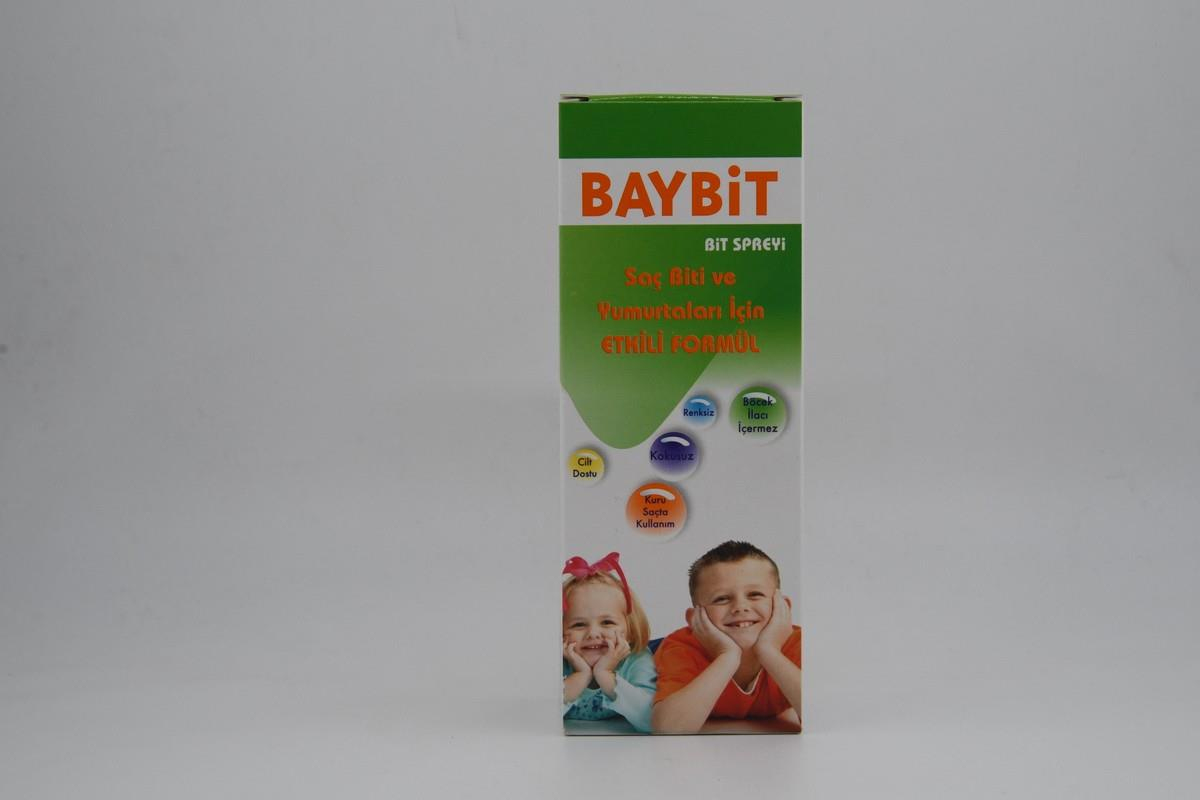 BAYBiT
BiT SPREYi
Saç Biti ve
Yumurtaları İçin
ETKİLİ FORMÜL
Renksiz
Böcek
İlacı
İçermez
Kokusuz
Cilt
Dostu
Kuru
Saçta
Kullanım